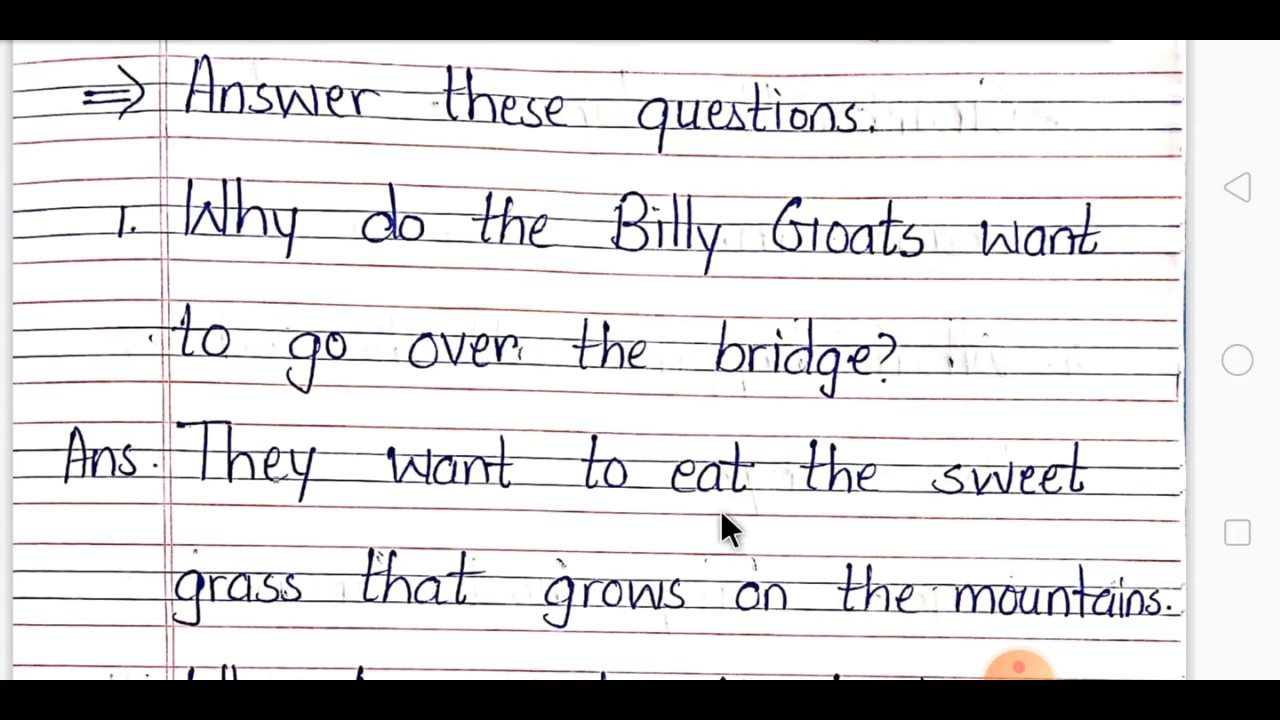 ⇒ Answer these questions.
1. Why do the Billy Goats want
to go over the bridge?
Ans. They want to eat the sweet
grass that grows on the mountains.